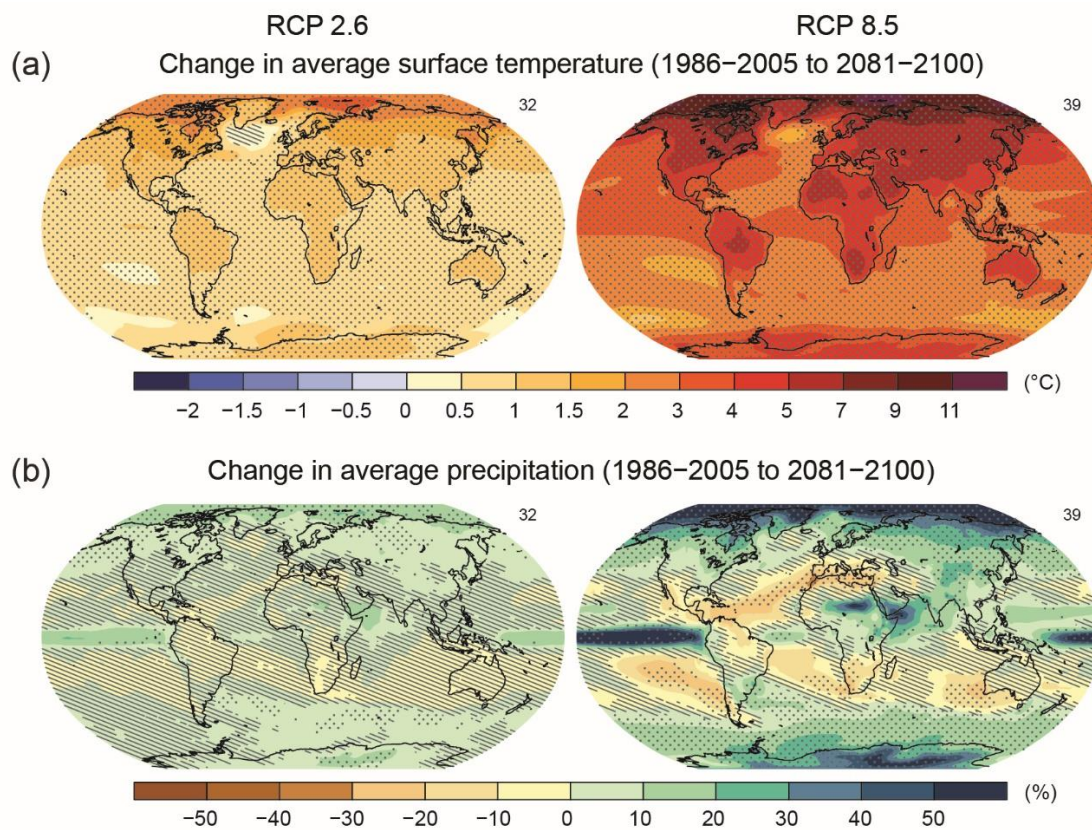 RCP 2.6 RCP 8.5
(a) Change in average surface temperature (1986−2005 to 2081−2100)
32 39
−2 −1.5 −1 −0.5 0 0.5 1 1.5 2 3 4 5 7 9 11 (°C)
(b) Change in average precipitation (1986−2005 to 2081−2100)
32 39
−50 −40 −30 −20 −10 0 10 20 30 40 50 (%)